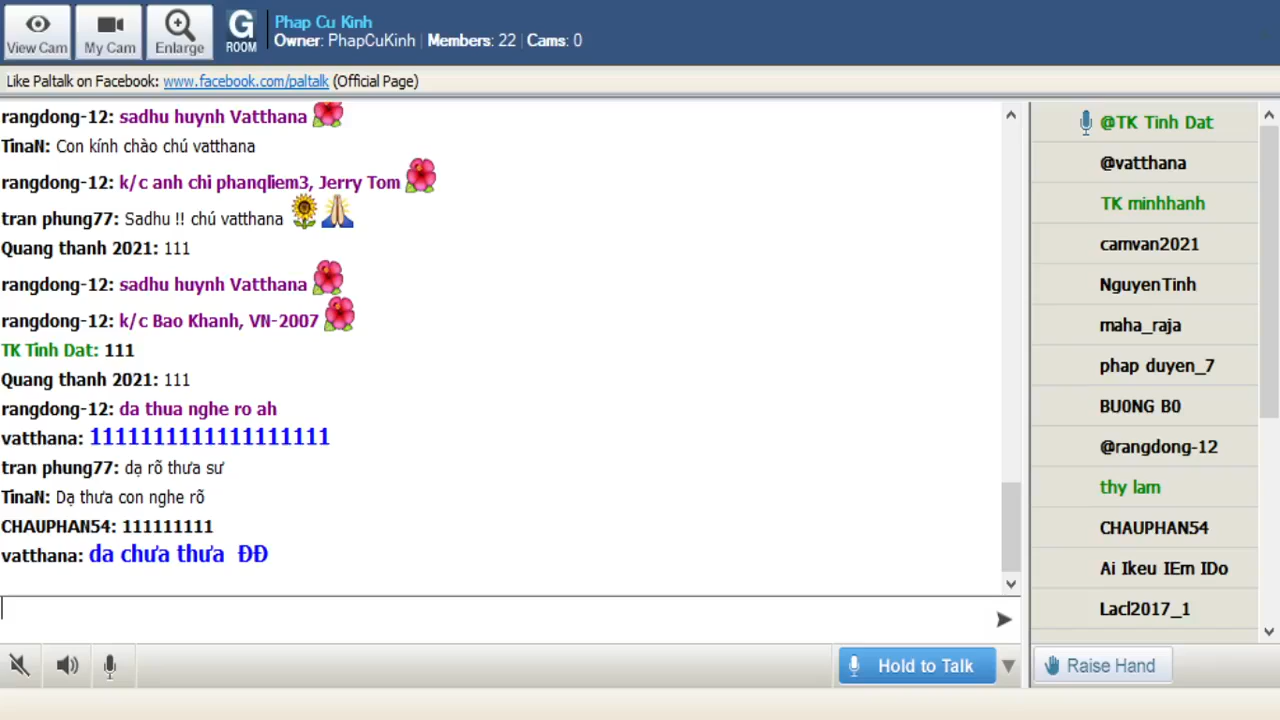 View Cam
My Cam
Enlarge
G
ROOM
Phap Cu Kinh
Owner: PhapCuKinh | Members: 22 | Cams: 0
Like Paltalk on Facebook: www.facebook.com/paltalk (Official Page)
rangdong-12: sadhu huynh Vatthana
TinaN: Con kính chào chú vatthana
rangdong-12: k/c anh chi phanqliem3, Jerry Tom
tran phung77: Sadhu !! chú vatthana
Quang thanh 2021: 111
rangdong-12: sadhu huynh Vatthana
rangdong-12: k/c Bao Khanh, VN-2007
TK Tinh Dat: 111
Quang thanh 2021: 111
rangdong-12: da thua nghe ro ah
vatthana: 1111111111111111111
tran phung77: dạ rõ thưa sư
TinaN: Dạ thưa con nghe rõ
CHAUPHAN54: 111111111
vatthana: da chưa thưa ĐĐ
@TK Tinh Dat
@vatthana
TK minhhanh
camvan2021
NguyenTinh
maha_raja
phap duyen_7
BU0NG B0
@rangdong-12
thy lam
CHAUPHAN54
Ai Ikeu IEm IDo
Lacl2017_1
Hold to Talk
Raise Hand